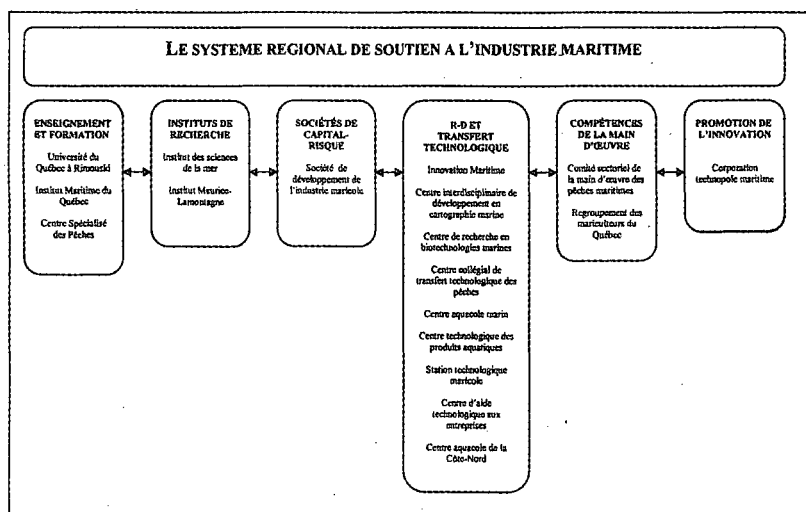 LE SYSTEME REGIONAL DE SOUTIEN A L'INDUSTRIE MARITIME
ENSEIGNEMENT
ET FORMATION
Université du
Québec à Rimouski
Institut Maritime du
Québec
Centre Spécialisé
des Pêches
INSTITUTS DE
RECHERCHE
Institut des sciences
de la mer
Institut Maurice-
Lamontagne
SOCIÉTÉS DE
CAPITAL-
RISQUE
Société de
développement de
l'industrie maricole
R-D ET
TRANSFERT
TECHNOLOGIQUE
Innovation Maritime
Centre interdisciplinaire de
développement en
cartographie marine
Centre de recherche en
biotechnologies marines
Centre collégial de
transfert technologique des
pêches
Centre aquacole marin
Centre technologique des
produits aquatiques
Station technologique
maricole
Centre d'aide
technologique aux
entreprises
Centre aquacole de la
Côte-Nord
COMPÉTENCES
DE LA MAIN
D'ŒUVRE
Comité sectoriel de
la main d'œuvre des
pêches maritimes
Regroupement des
mariculteurs du
Québec
PROMOTION DE
L'INNOVATION
Corporation
technopole maritime